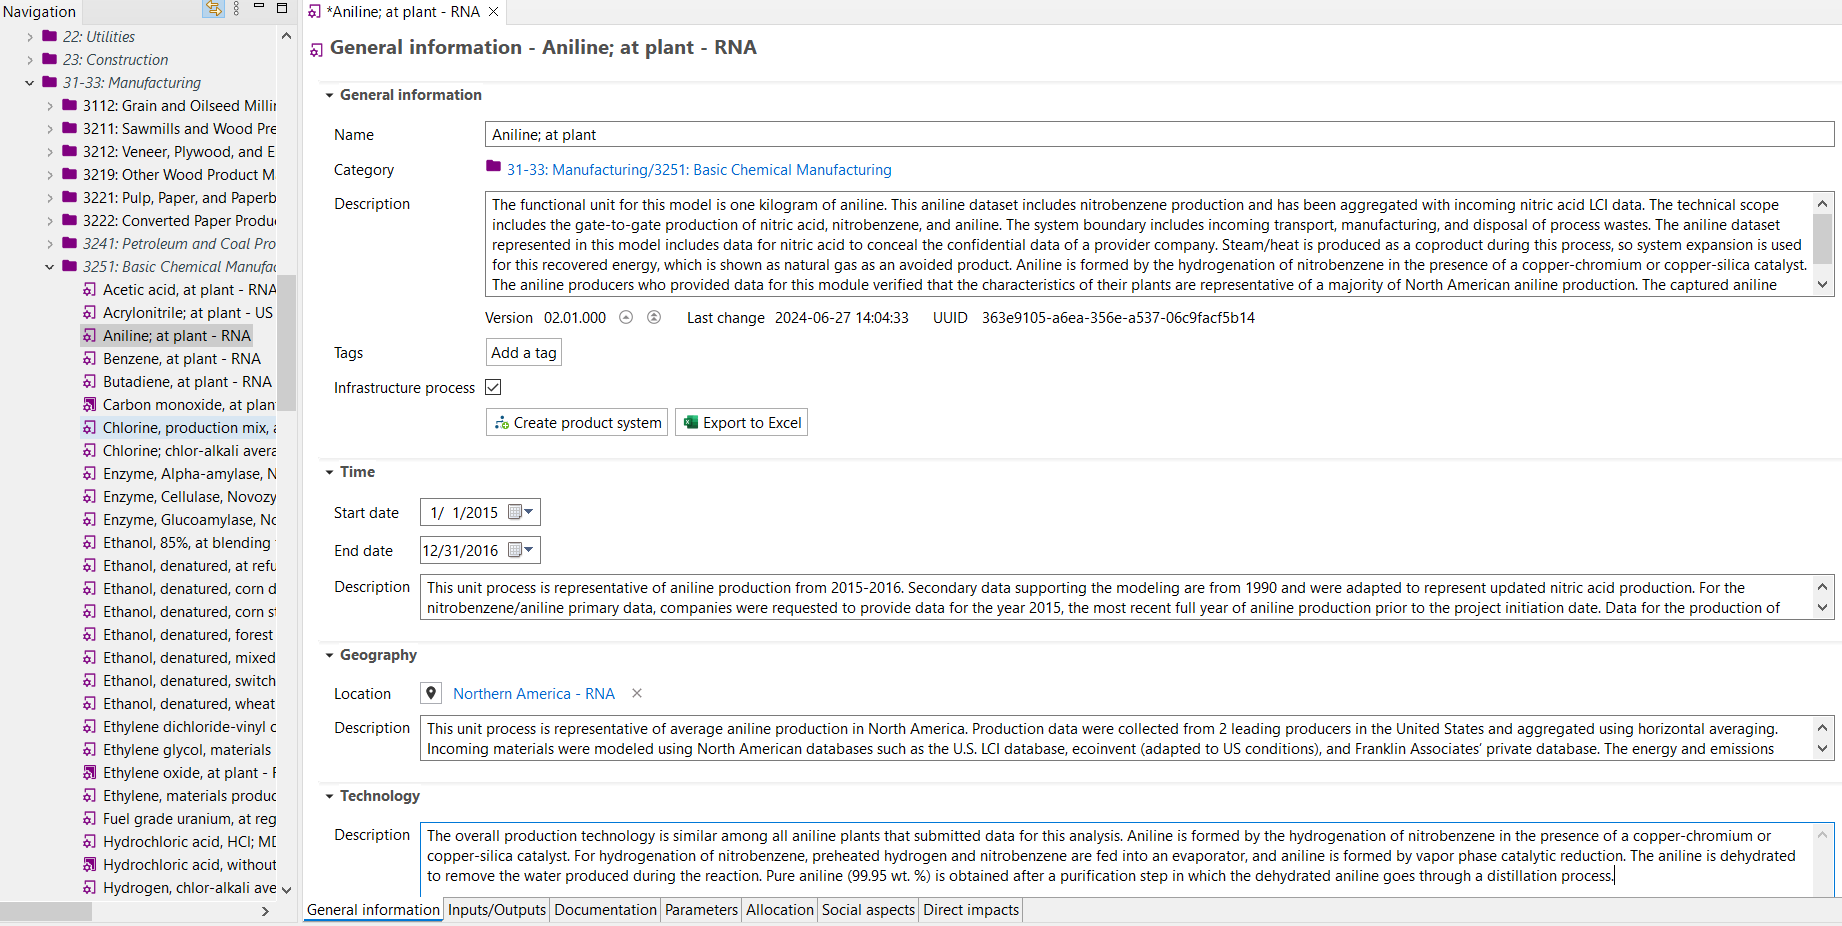 Navigation
22: Utilities
23: Construction
31-33: Manufacturing
3112: Grain and Oilseed Millin
3211: Sawmills and Wood Pre
3212: Veneer, Plywood, and E
3219: Other Wood Product M
3221: Pulp, Paper, and Paperb
3222: Converted Paper Produ
3241: Petroleum and Coal Pro
3251: Basic Chemical Manufac
Acetic acid, at plant - RNA
Acrylonitrile; at plant - US
Aniline; at plant - RNA
Benzene, at plant - RNA
Butadiene, at plant - RNA
Carbon monoxide, at plan
Chlorine, production mix, a
Chlorine; chlor-alkali avera
Enzyme, Alpha-amylase, N
Enzyme, Cellulase, Novozy
Enzyme, Glucoamylase, No
Ethanol, 85%, at blending
Ethanol, denatured, at refu
Ethanol, denatured, corn d
Ethanol, denatured, corn st
Ethanol, denatured, forest
Ethanol, denatured, mixed
Ethanol, denatured, switch
Ethanol, denatured, wheat
Ethylene dichloride-vinyl c
Ethylene glycol, materials
Ethylene oxide, at plant - F
Ethylene, materials produc
Fuel grade uranium, at reg
Hydrochloric acid, HCl; MD
Hydrochloric acid, without
Hydrogen, chlor-alkali ave
*Aniline; at plant - RNA
General information - Aniline; at plant - RNA
General information
Name Aniline; at plant
Category 31-33: Manufacturing/3251: Basic Chemical Manufacturing
Description The functional unit for this model is one kilogram of aniline. This aniline dataset includes nitrobenzene production and has been aggregated with incoming nitric acid LCI data. The technical scope
includes the gate-to-gate production of nitric acid, nitrobenzene, and aniline. The system boundary includes incoming transport, manufacturing, and disposal of process wastes. The aniline dataset
represented in this model includes data for nitric acid to conceal the confidential data of a provider company. Steam/heat is produced as a coproduct during this process, so system expansion is used
for this recovered energy, which is shown as natural gas as an avoided product. Aniline is formed by the hydrogenation of nitrobenzene in the presence of a copper-chromium or copper-silica catalyst.
The aniline producers who provided data for this module verified that the characteristics of their plants are representative of a majority of North American aniline production. The captured aniline
Version 02.01.000 Last change 2024-06-27 14:04:33 UUID 363e9105-a6ea-356e-a537-06c9facf5b14
Tags Add a tag
Infrastructure process
Create product system Export to Excel
Time
Start date 1/ 1/2015
End date 12/31/2016
Description This unit process is representative of aniline production from 2015-2016. Secondary data supporting the modeling are from 1990 and were adapted to represent updated nitric acid production. For the
nitrobenzene/aniline primary data, companies were requested to provide data for the year 2015, the most recent full year of aniline production prior to the project initiation date. Data for the production of
Geography
Location Northern America - RNA
Description This unit process is representative of average aniline production in North America. Production data were collected from 2 leading producers in the United States and aggregated using horizontal averaging.
Incoming materials were modeled using North American databases such as the U.S. LCI database, ecoinvent (adapted to US conditions), and Franklin Associates’ private database. The energy and emissions
Technology
Description The overall production technology is similar among all aniline plants that submitted data for this analysis. Aniline is formed by the hydrogenation of nitrobenzene in the presence of a copper-chromium or
copper-silica catalyst. For hydrogenation of nitrobenzene, preheated hydrogen and nitrobenzene are fed into an evaporator, and aniline is formed by vapor phase catalytic reduction. The aniline is dehydrated
to remove the water produced during the reaction. Pure aniline (99.95 wt. %) is obtained after a purification step in which the dehydrated aniline goes through a distillation process.
General information Inputs/Outputs Documentation Parameters Allocation Social aspects Direct impacts